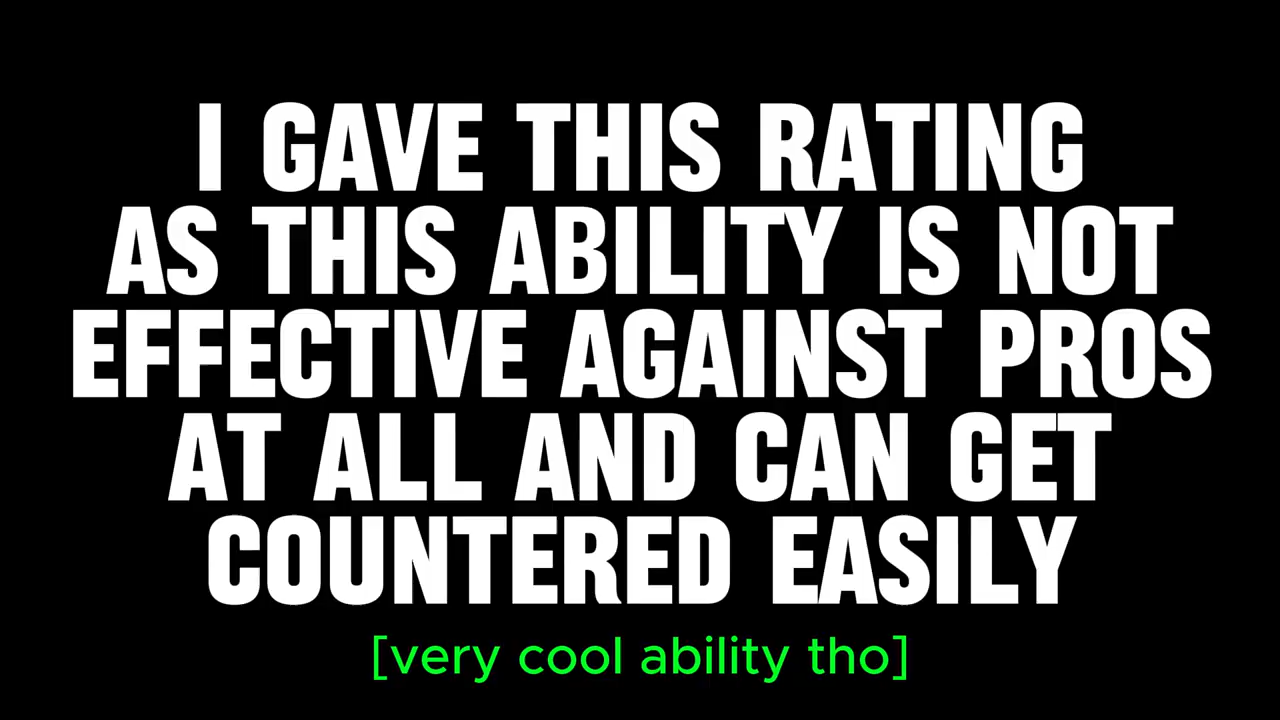 I GAVE THIS RATING
AS THIS ABILITY IS NOT
EFFECTIVE AGAINST PROS
AT ALL AND CAN GET
COUNTERED EASILY
[very cool ability tho]